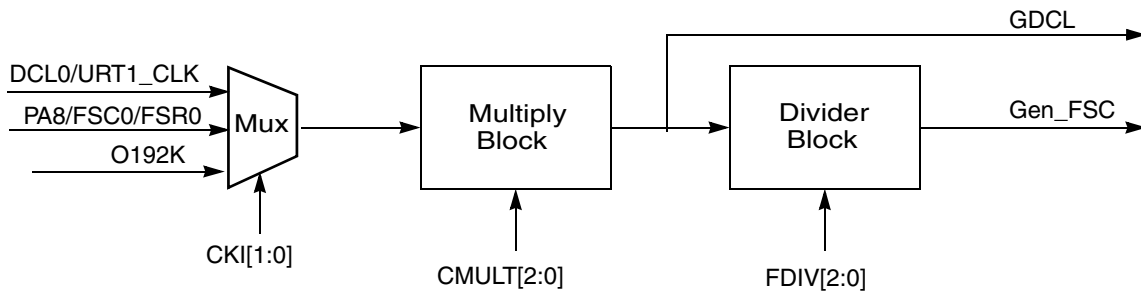 GDCL
DCL0/URT1_CLK
PA8/FSC0/FSR0
O192K
Mux
Multiply
Block
Divider
Block
Gen_FSC
CKI[1:0]
CMULT[2:0]
FDIV[2:0]